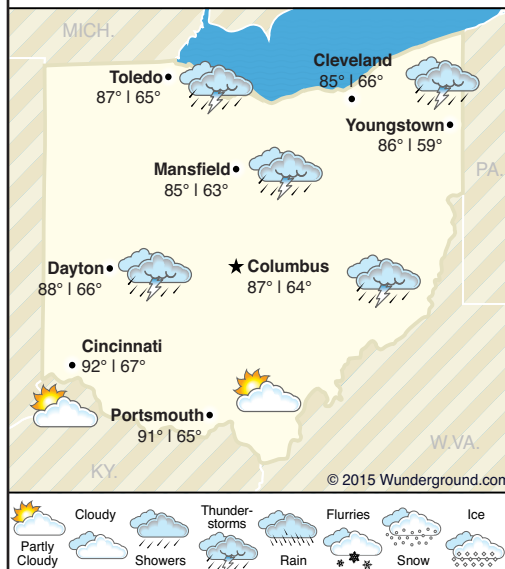 MICH.
Cleveland
85° | 66°
Toledo
87° | 65°
Youngstown
86° | 59°
Mansfield
85° | 63°
PA.
Dayton
88° | 66°
Columbus
87° | 64°
Cincinnati
92° | 67°
Portsmouth
91° | 65°
W.VA.
KY.
© 2015 Wunderground.com
Partly
Cloudy
Cloudy
Showers
Thunder-
storms
Rain
Flurries
Snow
Ice